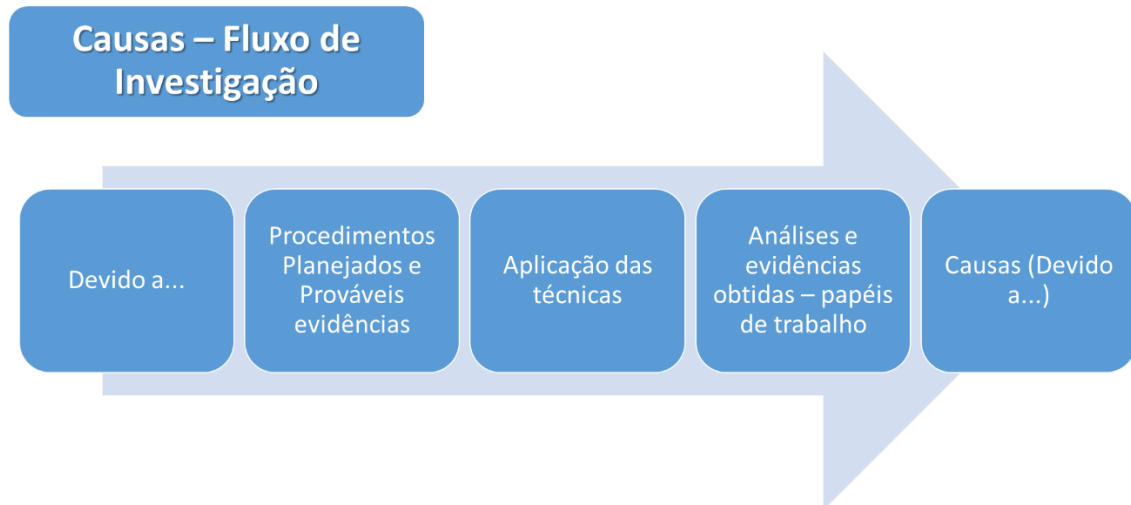 Causas – Fluxo de
Investigação
Devido a...
Procedimentos
Planejados e
Prováveis
evidências
Aplicação das
técnicas
Análises e
evidências
obtidas – papéis
de trabalho
Causas (Devido
a...)